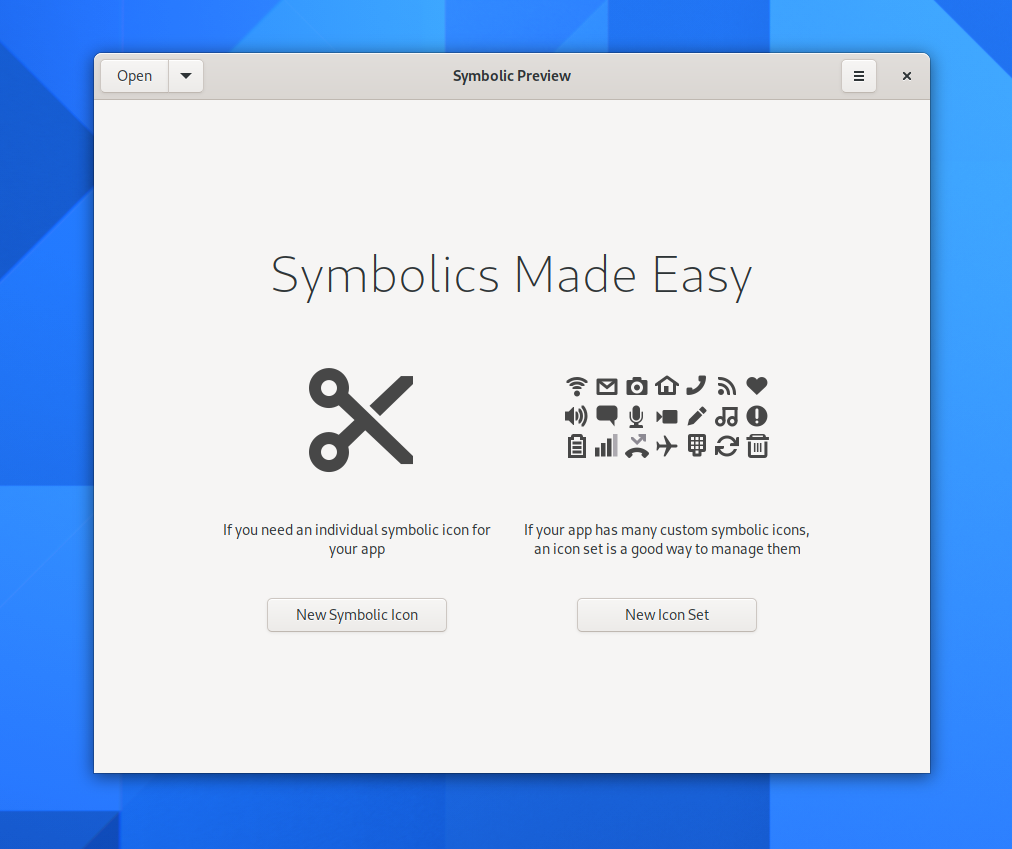 Open
Symbolic Preview
Symbolics Made Easy
If you need an individual symbolic icon for
your app
If your app has many custom symbolic icons,
an icon set is a good way to manage them
New Symbolic Icon
New Icon Set